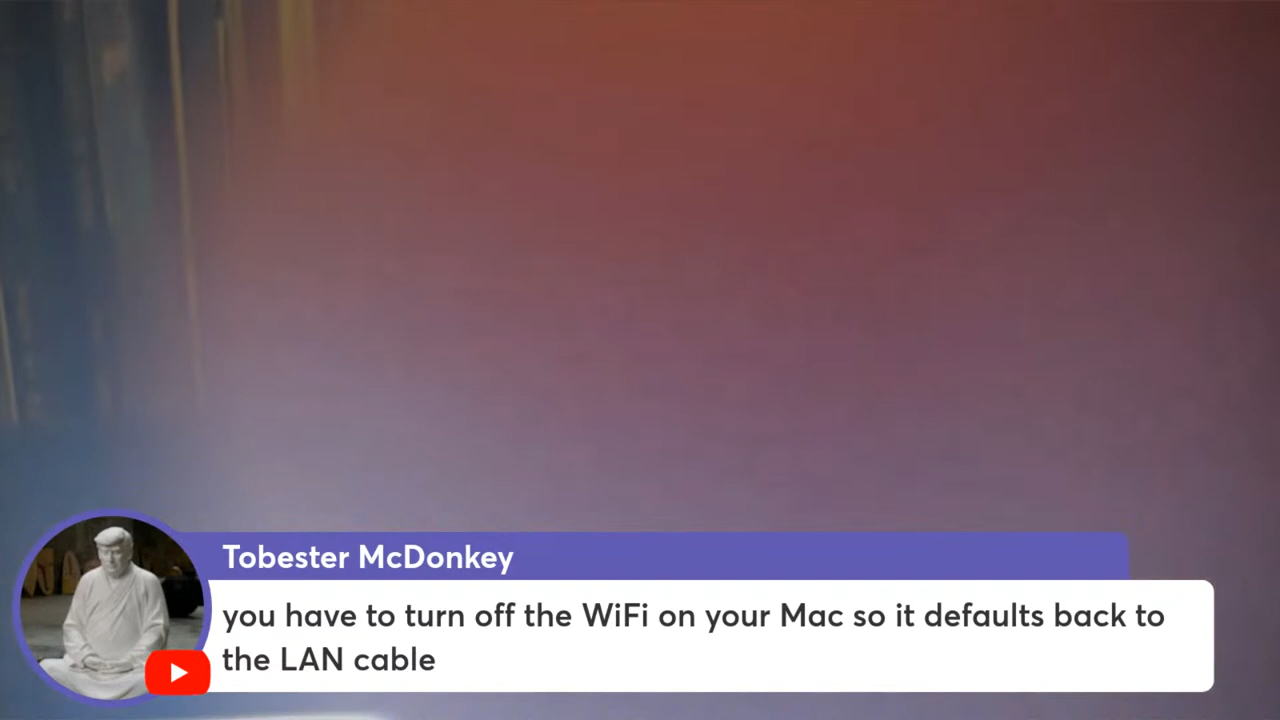 Tobester McDonkey
you have to turn off the WiFi on your Mac so it defaults back to
the LAN cable